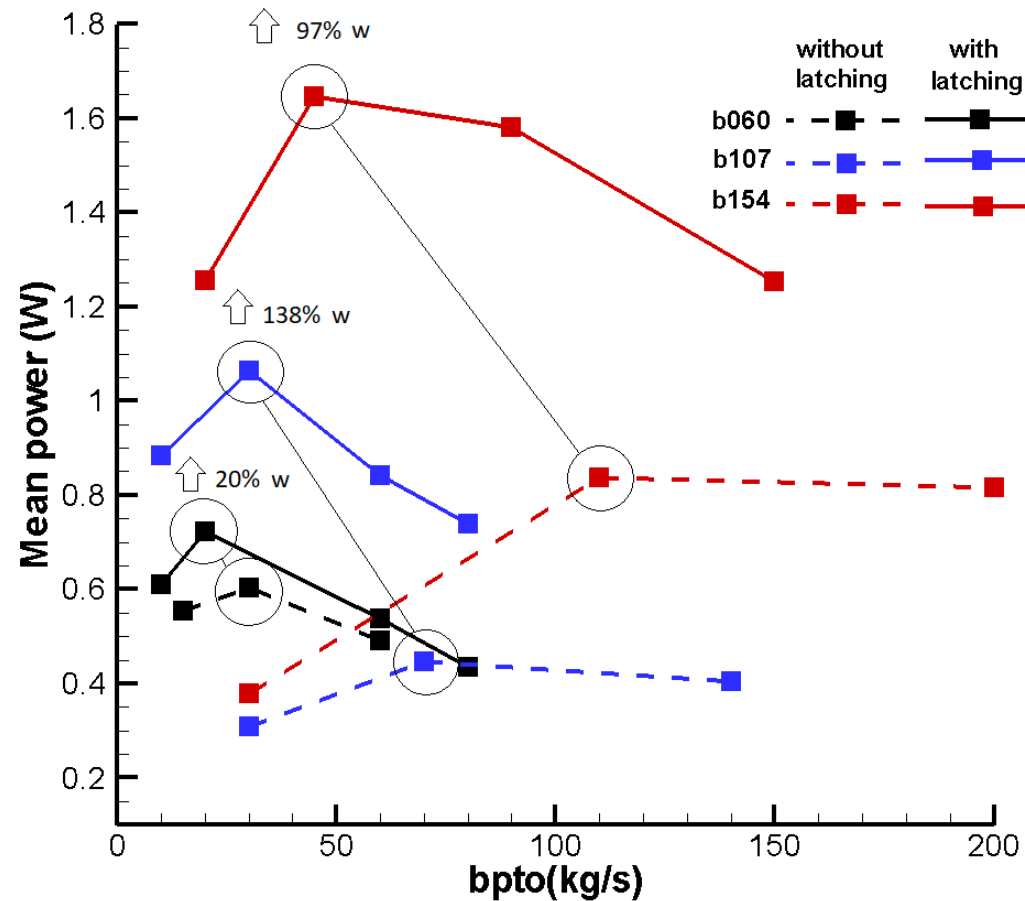 97% w
138% w
20% w
without latching
with latching
b060
b107
b154
Mean power (W)
1.8
1.6
1.4
1.2
1
0.8
0.6
0.4
0.2
0
50
100
150
200
bpto(kg/s)